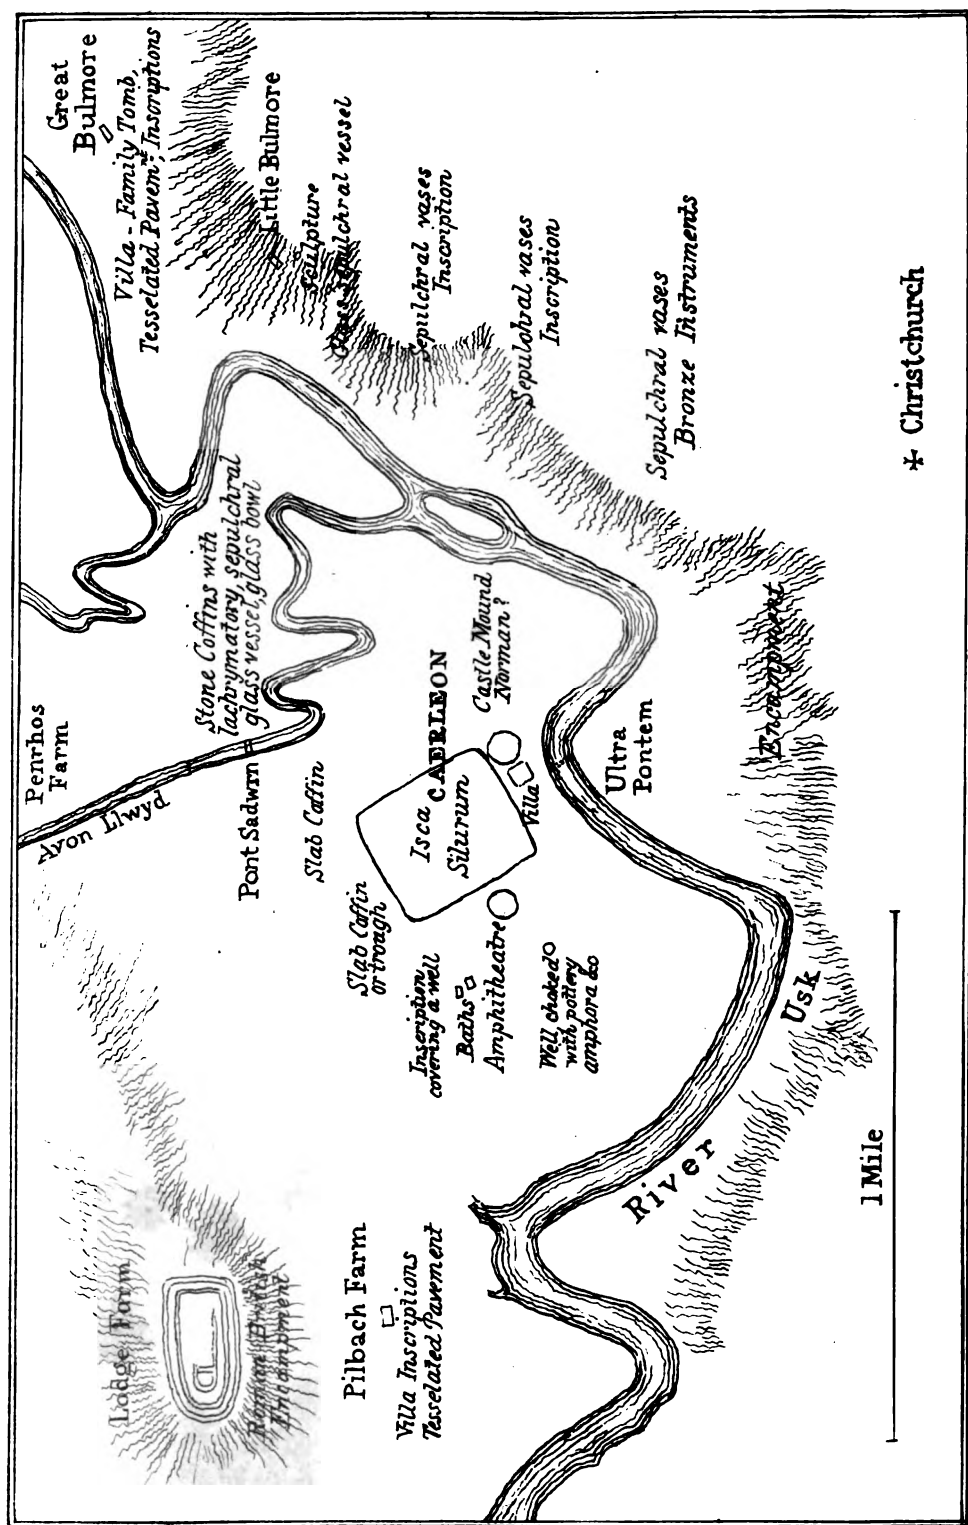 Great
Bulmore
Villa - Family Tomb,
Tesselated Pavemnt; Inscriptions
Little Bulmore
Sculpture
Glass sepulchral vessel
Sepulchral vases
Inscription
Sepulchral vases
Inscription
Sepulchral vases
Bronze Instruments
Christchurch
Stone Coffins with
lachrymatory, sepulchral
glass vessel, glass bowl
Penrhos
Farm
Avon Llwyd
Pont Sadwrn
Slab Coffin
Castle Mound
Norman?
CAERLEON
Isca
Silurum
Villa
Ultra
Pontem
Encampment
Slab Coffin
or trough
Inscription
covering a well
Baths
Amphitheatre
Well choked
with pottery
amphora &c
River Usk
1 Mile
Lodge Farm
Roman British
Encampment
Pilbach Farm
Villa Inscriptions
Tesselated Pavement